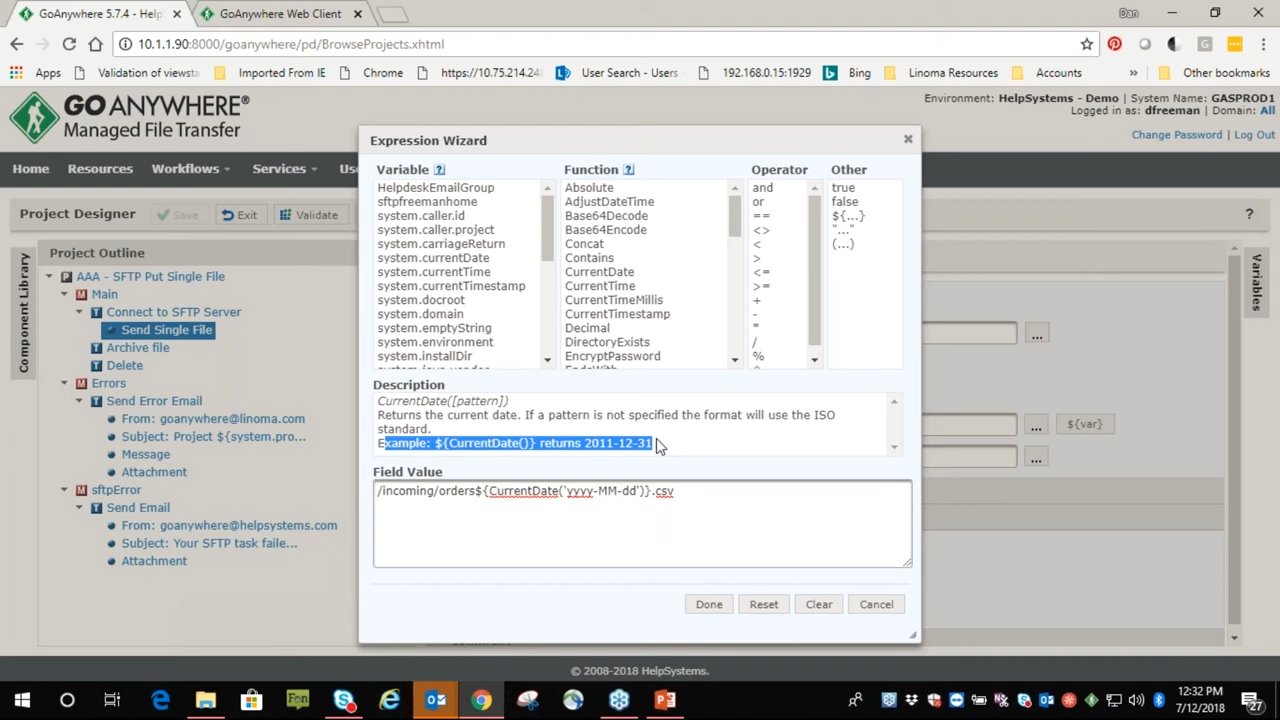 GoAnywhere 5.7.4 - Help
GoAnywhere Web Client
Dan
10.1.1.90:8000/goanywhere/pd/BrowseProjects.xhtml
Apps
Validation of viewsta
Imported From IE
Chrome
https://10.75.214.24
User Search - Users
192.168.0.15:1929
Bing
Linoma Resources
Accounts
»
Other bookmarks
GOANYWHERE®
Managed File Transfer
Environment: HelpSystems - Demo | System Name: GASPROD1
Logged in as: dfreeman | Domain: All
Change Password | Log Out
Home
Resources
Workflows
Services
Us
Project Designer
Save
Exit
Validate
?
Component Library
Project Outline
AAA - SFTP Put Single File
Main
Connect to SFTP Server
Send Single File
Archive file
Delete
Errors
Send Error Email
From: goanywhere@linoma.com
Subject: Project ${system.pro...
Message
Attachment
sftpError
Send Email
From: goanywhere@helpsystems.com
Subject: Your SFTP task faile...
Attachment
Expression Wizard
Variable ?
HelpdeskEmailGroup
sftpfreemanhome
system.caller.id
system.caller.project
system.carriageReturn
system.currentDate
system.currentTime
system.currentTimestamp
system.docroot
system.domain
system.emptyString
system.environment
system.installDir
system.java.vendor
Function ?
Absolute
AdjustDateTime
Base64Decode
Base64Encode
Concat
Contains
CurrentDate
CurrentTime
CurrentTimeMillis
CurrentTimestamp
Decimal
DirectoryExists
EncryptPassword
EndsWith
Operator
and
or
==
<>
<
>
<=
>=
+
-
*
/
%
^
Other
true
false
${...}
"..."
(...)
Description
CurrentDate([pattern])
Returns the current date. If a pattern is not specified the format will use the ISO
standard.
Example: ${CurrentDate()} returns 2011-12-31
Field Value
/incoming/orders${CurrentDate('yyyy-MM-dd')}.csv
Done
Reset
Clear
Cancel
...
...
${var}
...
Variables
© 2008-2018 HelpSystems.
Fon
12:32 PM
7/12/2018
27